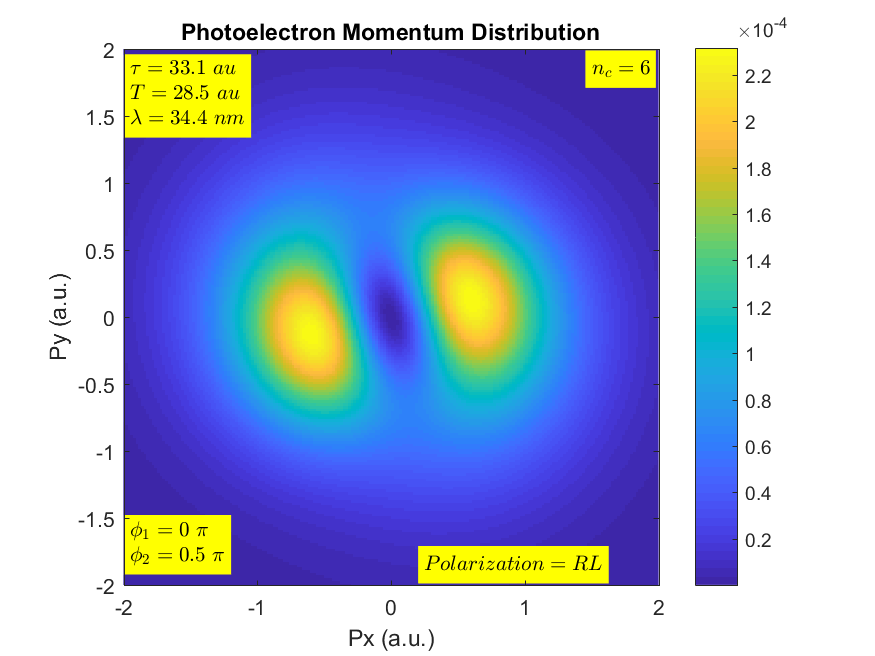 Photoelectron Momentum Distribution
×10⁻⁴
τ = 33.1 au
T = 28.5 au
λ = 34.4 nm
n_c = 6
2
1.5
1
0.5
0
-0.5
-1
-1.5
-2
Py (a.u.)
ϕ₁ = 0 π
ϕ₂ = 0.5 π
Polarization = RL
-2 -1 0 1 2
Px (a.u.)
2.2
2
1.8
1.6
1.4
1.2
1
0.8
0.6
0.4
0.2